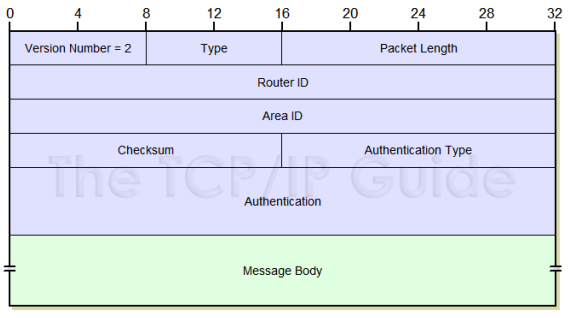 0 4 8 12 16 20 24 28 32
Version Number = 2 Type Packet Length
Router ID
Area ID
Checksum Authentication Type
The TCP/IP Guide
Authentication
Message Body